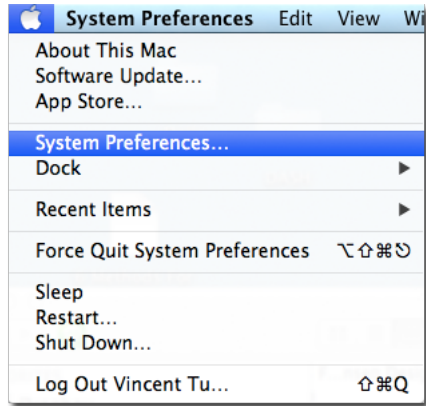 System Preferences Edit View Wi
About This Mac
Software Update...
App Store...
System Preferences...
Dock
Recent Items
Force Quit System Preferences ⌥⇧⌘⎋
Sleep
Restart...
Shut Down...
Log Out Vincent Tu... ⇧⌘Q